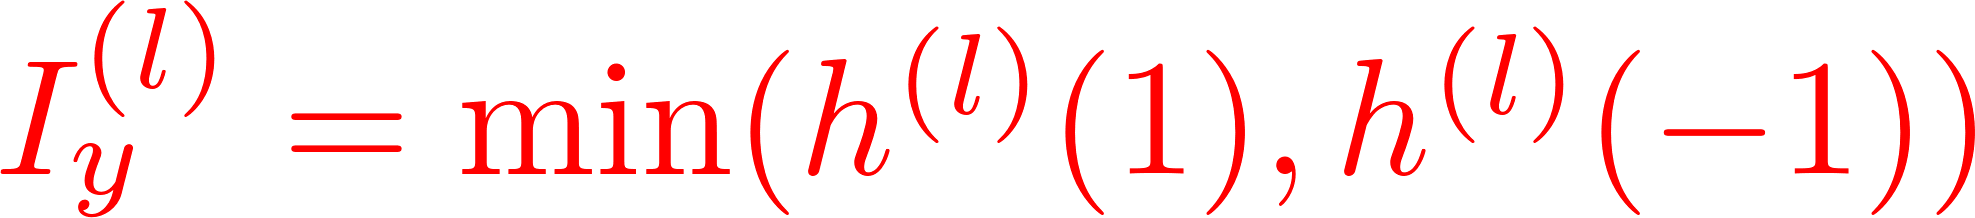 I_y^{(l)} = min(h^{(l)}(1), h^{(l)}(−1))